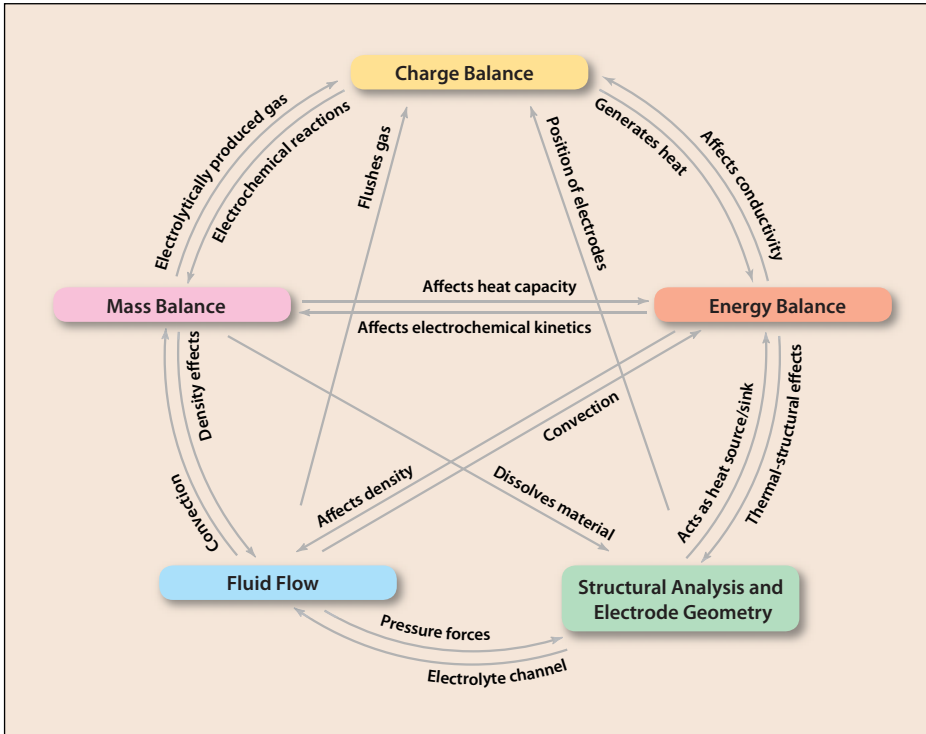 Charge Balance
Electrolytically produced gas
Electrochemical reactions
Flushes gas
Position of electrodes
Generates heat
Affects conductivity
Mass Balance
Affects heat capacity
Affects electrochemical kinetics
Energy Balance
Density effects
Convection
Affects density
Convection
Dissolves material
Acts as heat source/sink
Thermal-structural effects
Fluid Flow
Structural Analysis and
Electrode Geometry
Pressure forces
Electrolyte channel